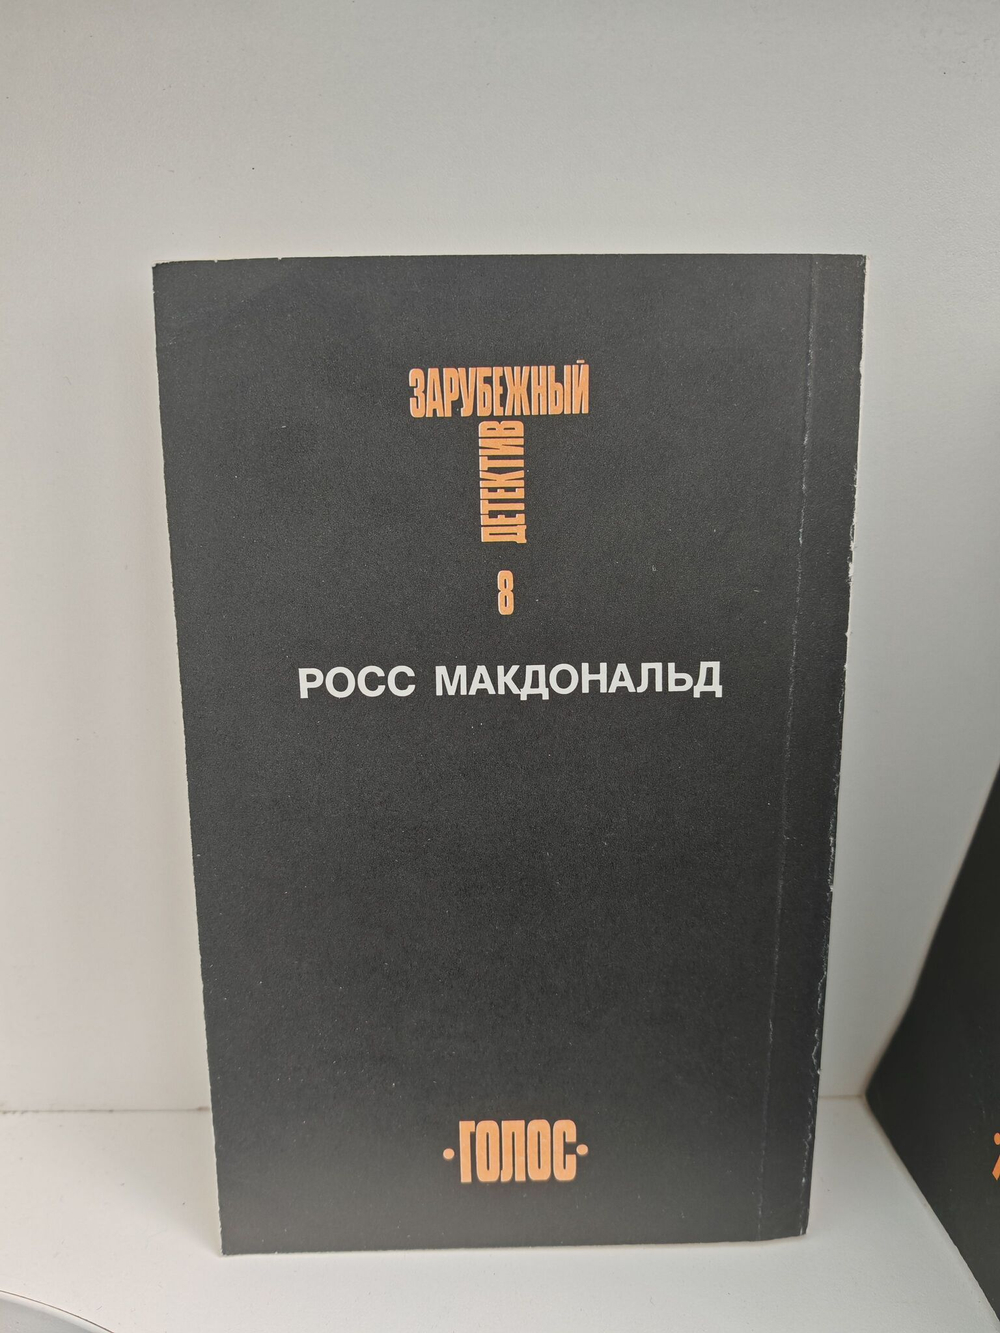 ЗАРУБЕЖНЫЙ
ДЕТЕКТИВ
8
РОСС МАКДОНАЛЬД
·ГОЛОС·